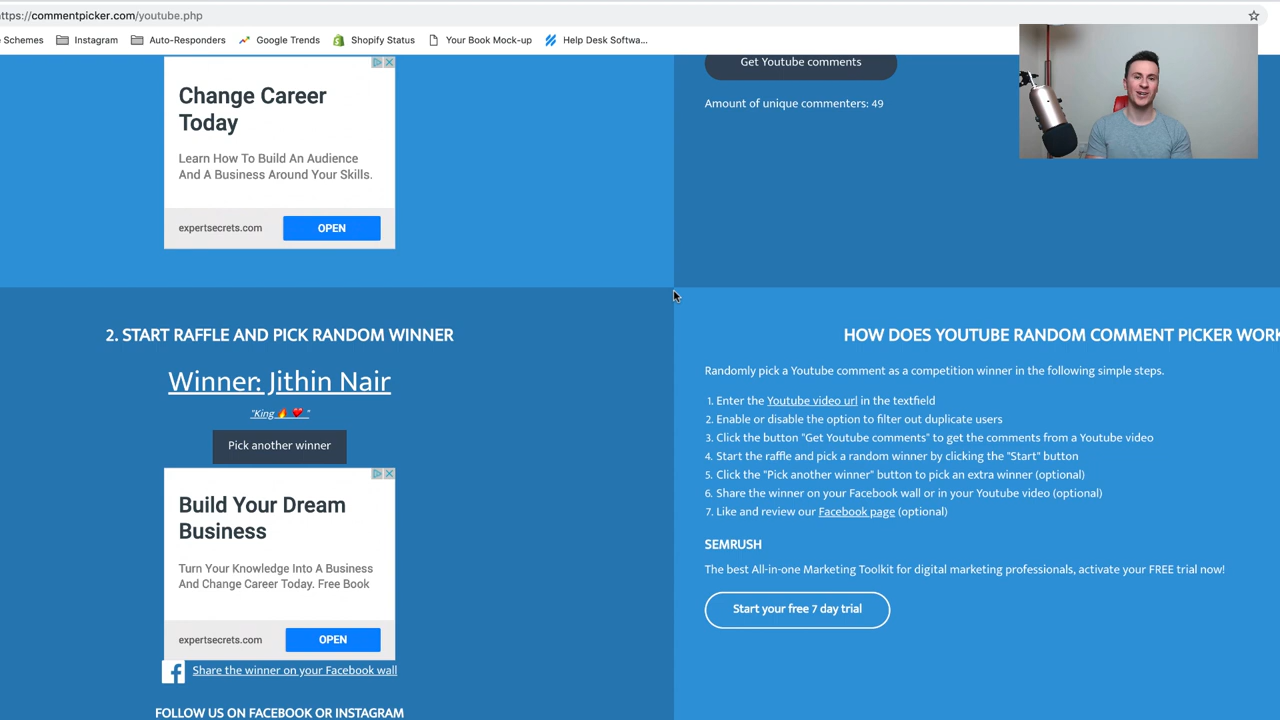 https://commentpicker.com/youtube.php
e Schemes
Instagram
Auto-Responders
Google Trends
Shopify Status
Your Book Mock-up
Help Desk Softwa...
Change Career
Today
Learn How To Build An Audience
And A Business Around Your Skills.
expertsecrets.com
OPEN
Get Youtube comments
Amount of unique commenters: 49
2. START RAFFLE AND PICK RANDOM WINNER
Winner: Jithin Nair
"King 🔥 ❤️ "
Pick another winner
Build Your Dream
Business
Turn Your Knowledge Into A Business
And Change Career Today. Free Book
expertsecrets.com
OPEN
Share the winner on your Facebook wall
FOLLOW US ON FACEBOOK OR INSTAGRAM
HOW DOES YOUTUBE RANDOM COMMENT PICKER WORK
Randomly pick a Youtube comment as a competition winner in the following simple steps.
1. Enter the Youtube video url in the textfield
2. Enable or disable the option to filter out duplicate users
3. Click the button "Get Youtube comments" to get the comments from a Youtube video
4. Start the raffle and pick a random winner by clicking the "Start" button
5. Click the "Pick another winner" button to pick an extra winner (optional)
6. Share the winner on your Facebook wall or in your Youtube video (optional)
7. Like and review our Facebook page (optional)
SEMRUSH
The best All-in-one Marketing Toolkit for digital marketing professionals, activate your FREE trial now!
Start your free 7 day trial